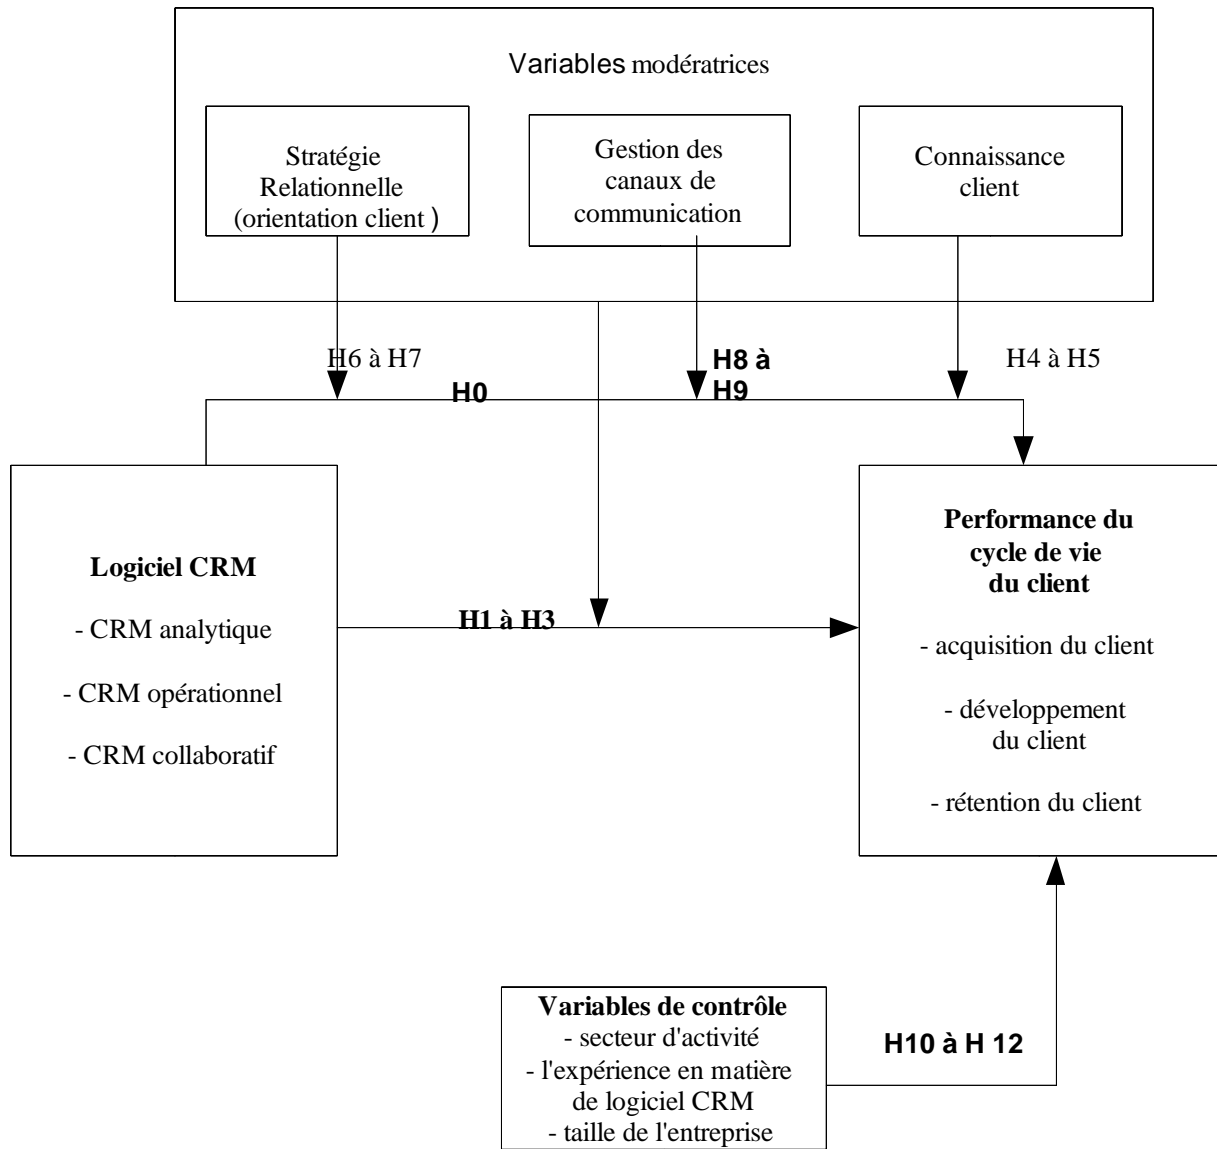 Variables modératrices
Stratégie
Relationnelle
(orientation client )
Gestion des
canaux de
communication
Connaissance
client
H6 à H7
H0
H8 à
H9
H4 à H5
Logiciel CRM
- CRM analytique
- CRM opérationnel
- CRM collaboratif
H1 à H3
Performance du
cycle de vie
du client
- acquisition du client
- développement
du client
- rétention du client
Variables de contrôle
- secteur d'activité
- l'expérience en matière
de logiciel CRM
- taille de l'entreprise
H10 à H 12